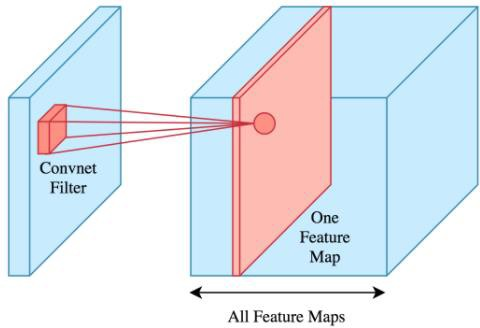 Convnet
Filter
One
Feature
Map
All Feature Maps